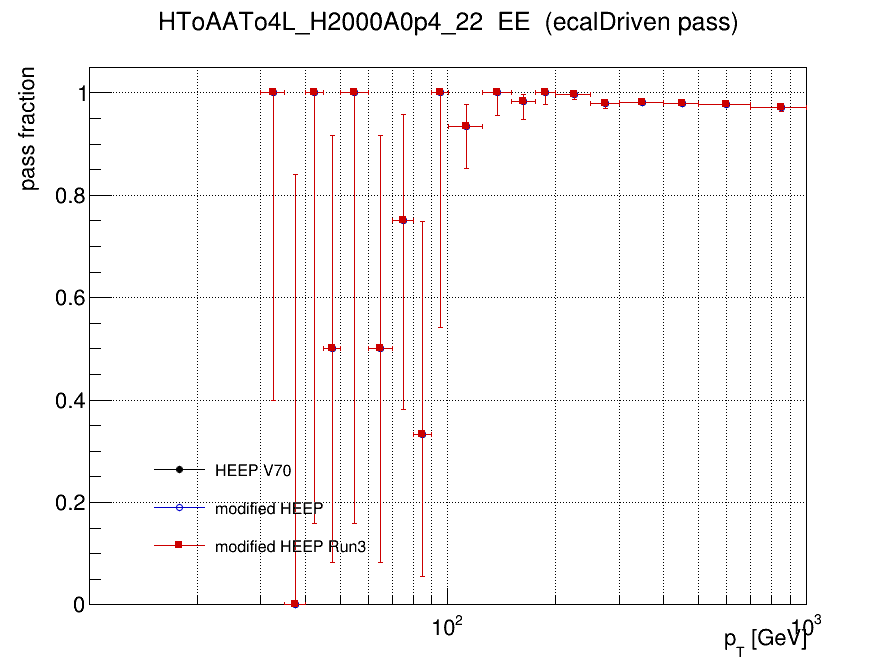 HToAATo4L_H2000A0p4_22 EE (ecalDriven pass)
pass fraction
1
0.8
0.6
0.4
0.2
0
HEEP V70
modified HEEP
modified HEEP Run3
10²
10³
p_T [GeV]